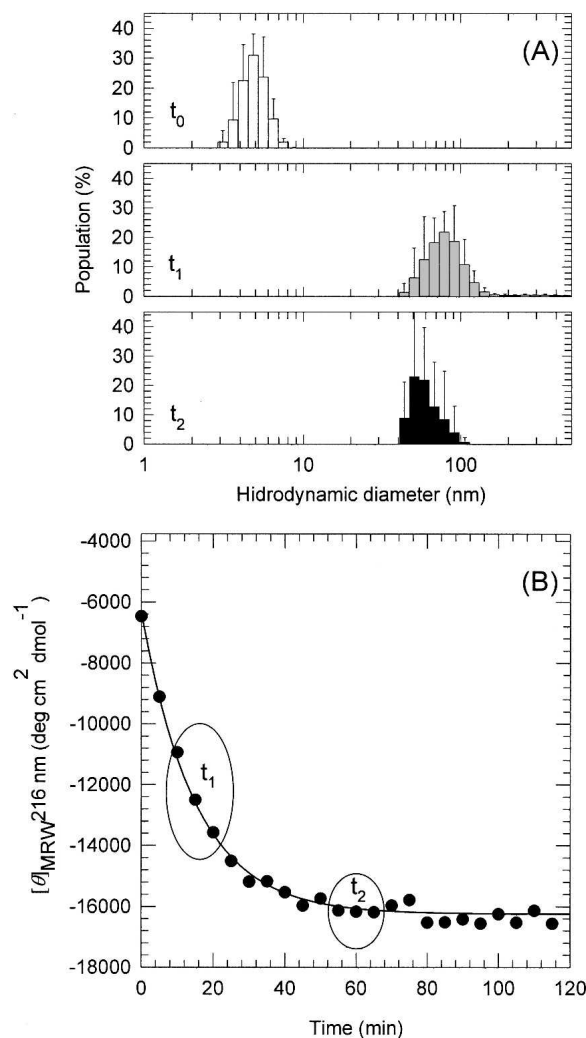 (A)
40
30
20
10
0
t0
40
30
20
10
0
t1
Population (%)
40
30
20
10
0
t2
1 10 100
Hidrodynamic diameter (nm)
(B)
-4000
-6000
-8000
-10000
-12000
-14000
-16000
-18000
[θ]MRW216 nm (deg cm2 dmol-1)
t1
t2
0 20 40 60 80 100 120
Time (min)